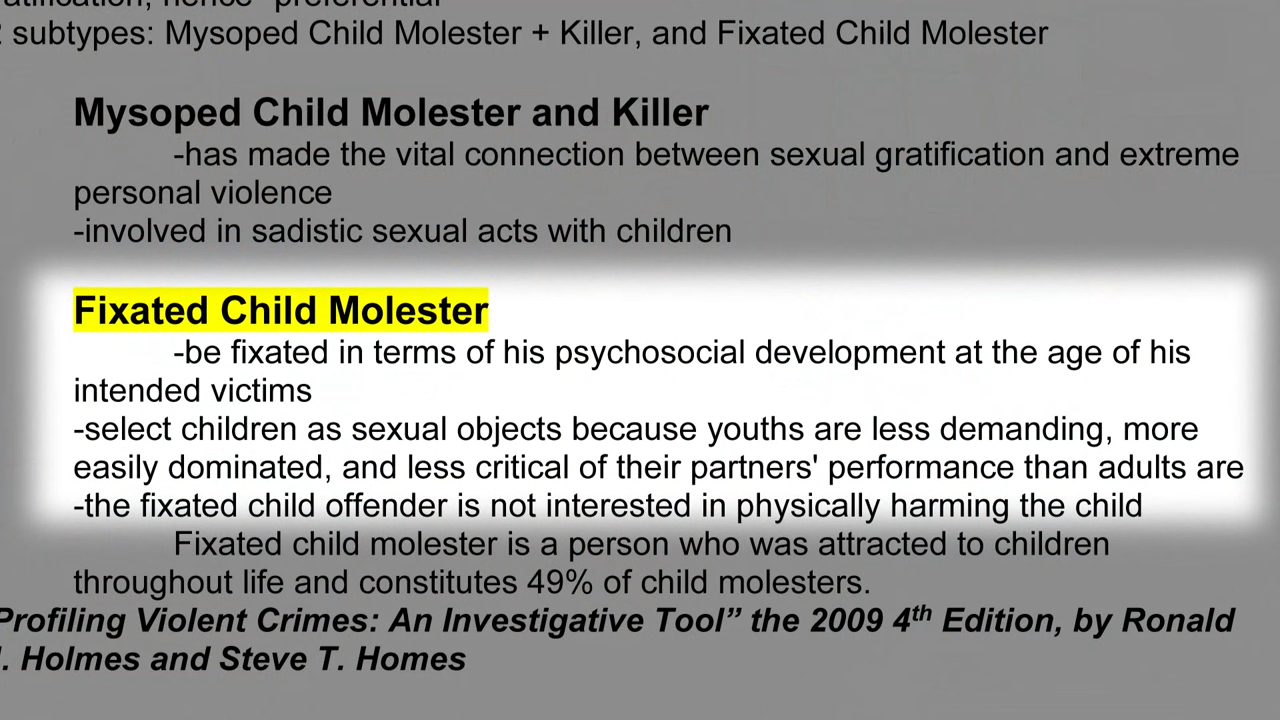 hence "preferential
2 subtypes: Mysoped Child Molester + Killer, and Fixated Child Molester
Mysoped Child Molester and Killer
-has made the vital connection between sexual gratification and extreme
personal violence
-involved in sadistic sexual acts with children
Fixated Child Molester
-be fixated in terms of his psychosocial development at the age of his
intended victims
-select children as sexual objects because youths are less demanding, more
easily dominated, and less critical of their partners' performance than adults are
-the fixated child offender is not interested in physically harming the child
Fixated child molester is a person who was attracted to children
throughout life and constitutes 49% of child molesters.
Profiling Violent Crimes: An Investigative Tool” the 2009 4th Edition, by Ronald
. Holmes and Steve T. Homes